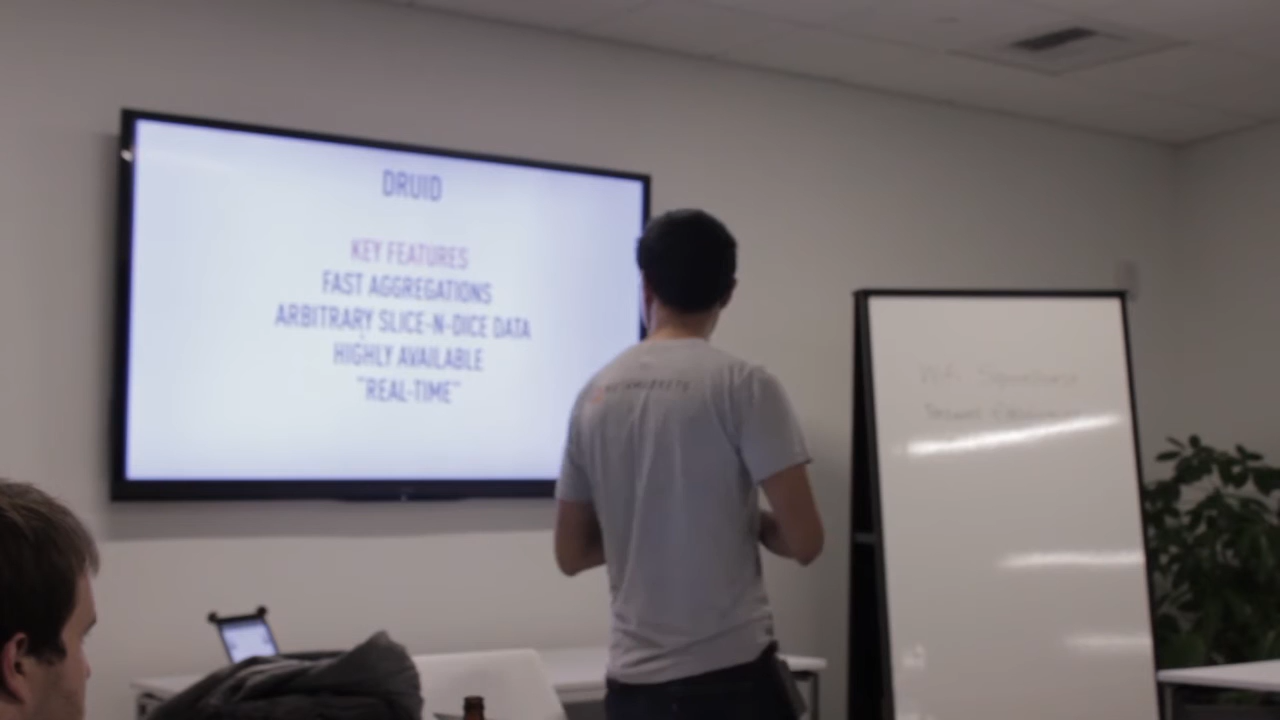 DRUID
KEY FEATURES
FAST AGGREGATIONS
ARBITRARY SLICE-N-DICE DATA
HIGHLY AVAILABLE
"REAL-TIME"